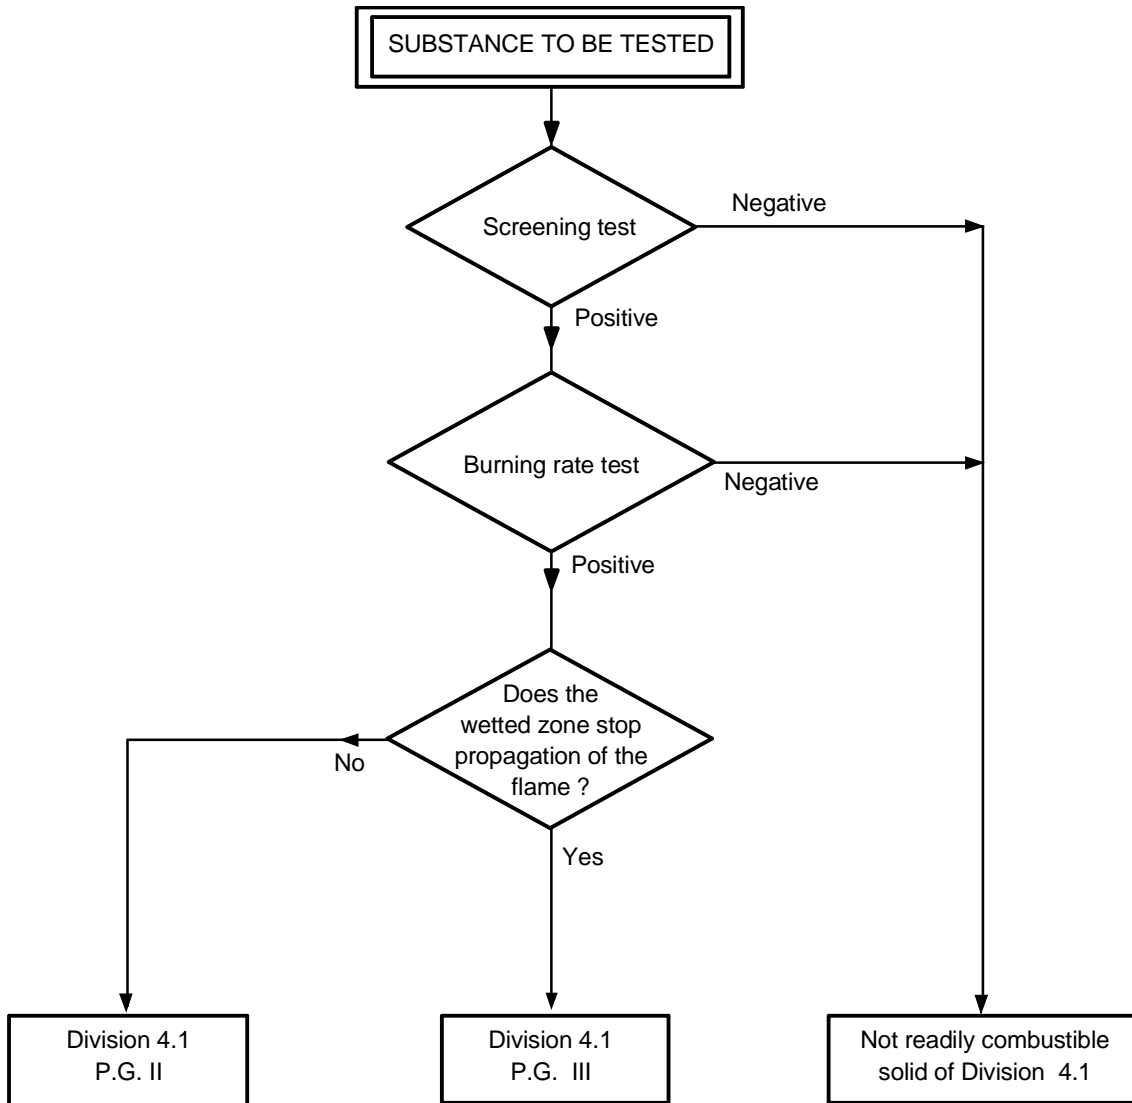 SUBSTANCE TO BE TESTED
Negative
Screening test
Positive
Burning rate test
Negative
Positive
Does the
wetted zone stop
propagation of the
flame ?
No
Yes
Division 4.1
P.G. II
Division 4.1
P.G. III
Not readily combustible
solid of Division 4.1